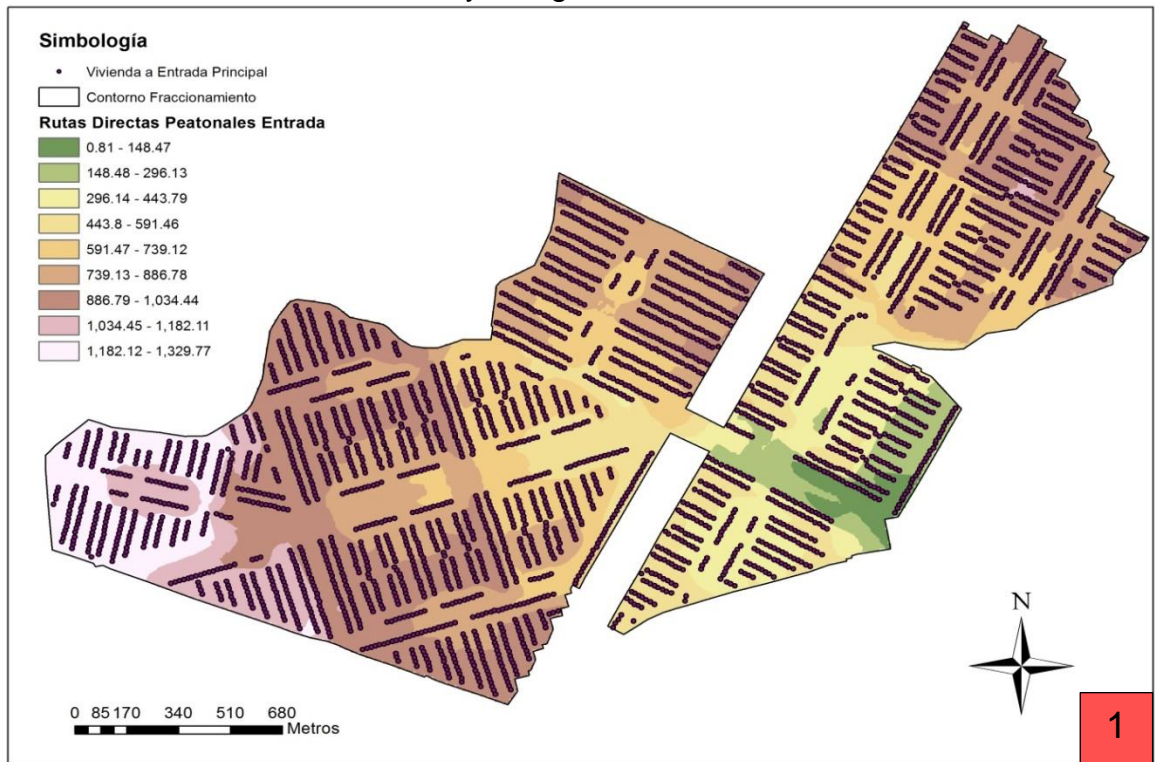 Simbología
Vivienda a Entrada Principal
Contorno Fraccionamiento
Rutas Directas Peatonales Entrada
0.81 - 148.47
148.48 - 296.13
296.14 - 443.79
443.8 - 591.46
591.47 - 739.12
739.13 - 886.78
886.79 - 1,034.44
1,034.45 - 1,182.11
1,182.12 - 1,329.77
N
0 85 170 340 510 680
Metros
1